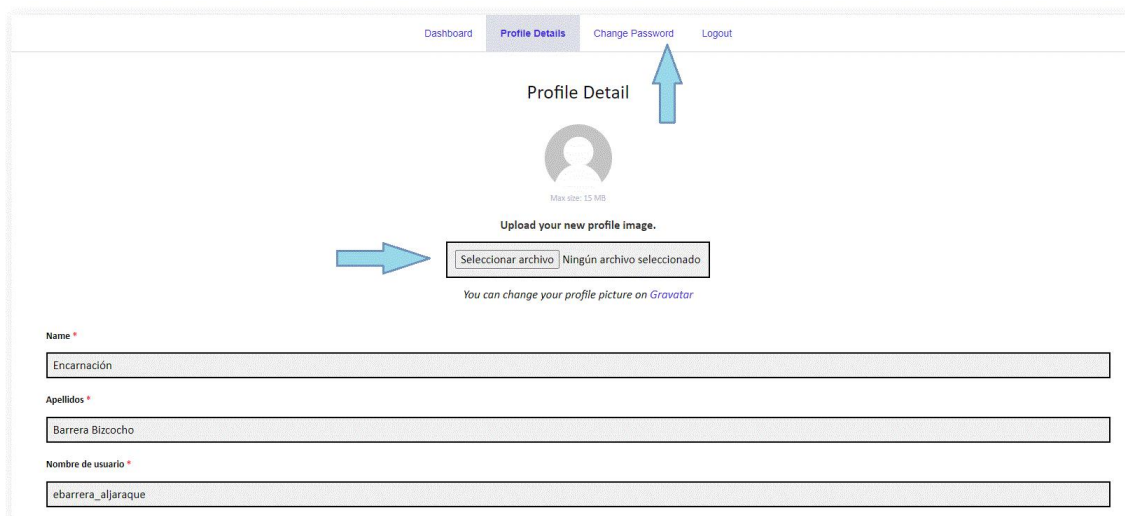 Dashboard Profile Details Change Password Logout
Profile Detail
Max size: 15 MB
Upload your new profile image.
Seleccionar archivo Ningún archivo seleccionado
You can change your profile picture on Gravatar
Name *
Encarnación
Apellidos *
Barrera Bizcocho
Nombre de usuario *
ebarrera_aljaraque